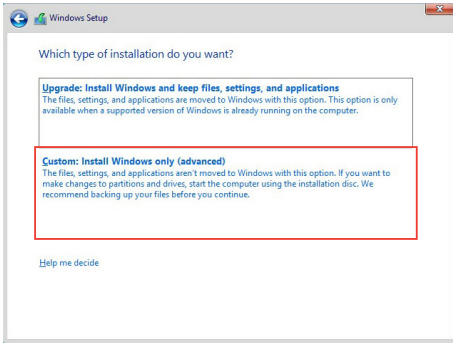 Windows Setup
Which type of installation do you want?
Upgrade: Install Windows and keep files, settings, and applications
The files, settings, and applications are moved to Windows with this option. This option is only
available when a supported version of Windows is already running on the computer.
Custom: Install Windows only (advanced)
The files, settings, and applications aren't moved to Windows with this option. If you want to
make changes to partitions and drives, start the computer using the installation disc. We
recommend backing up your files before you continue.
Help me decide